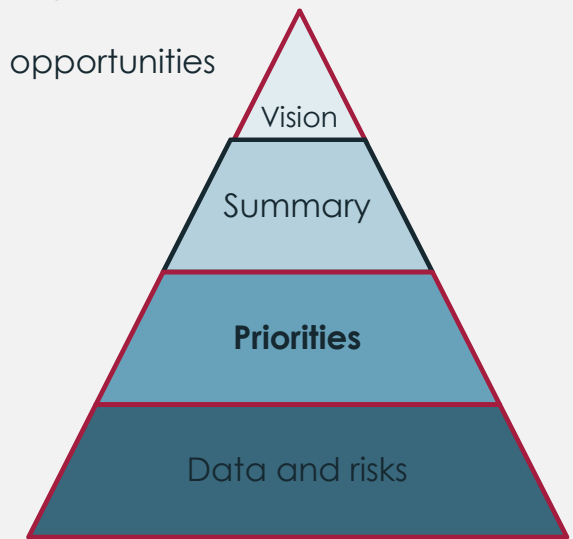 opportunities
Vision
Summary
Priorities
Data and risks